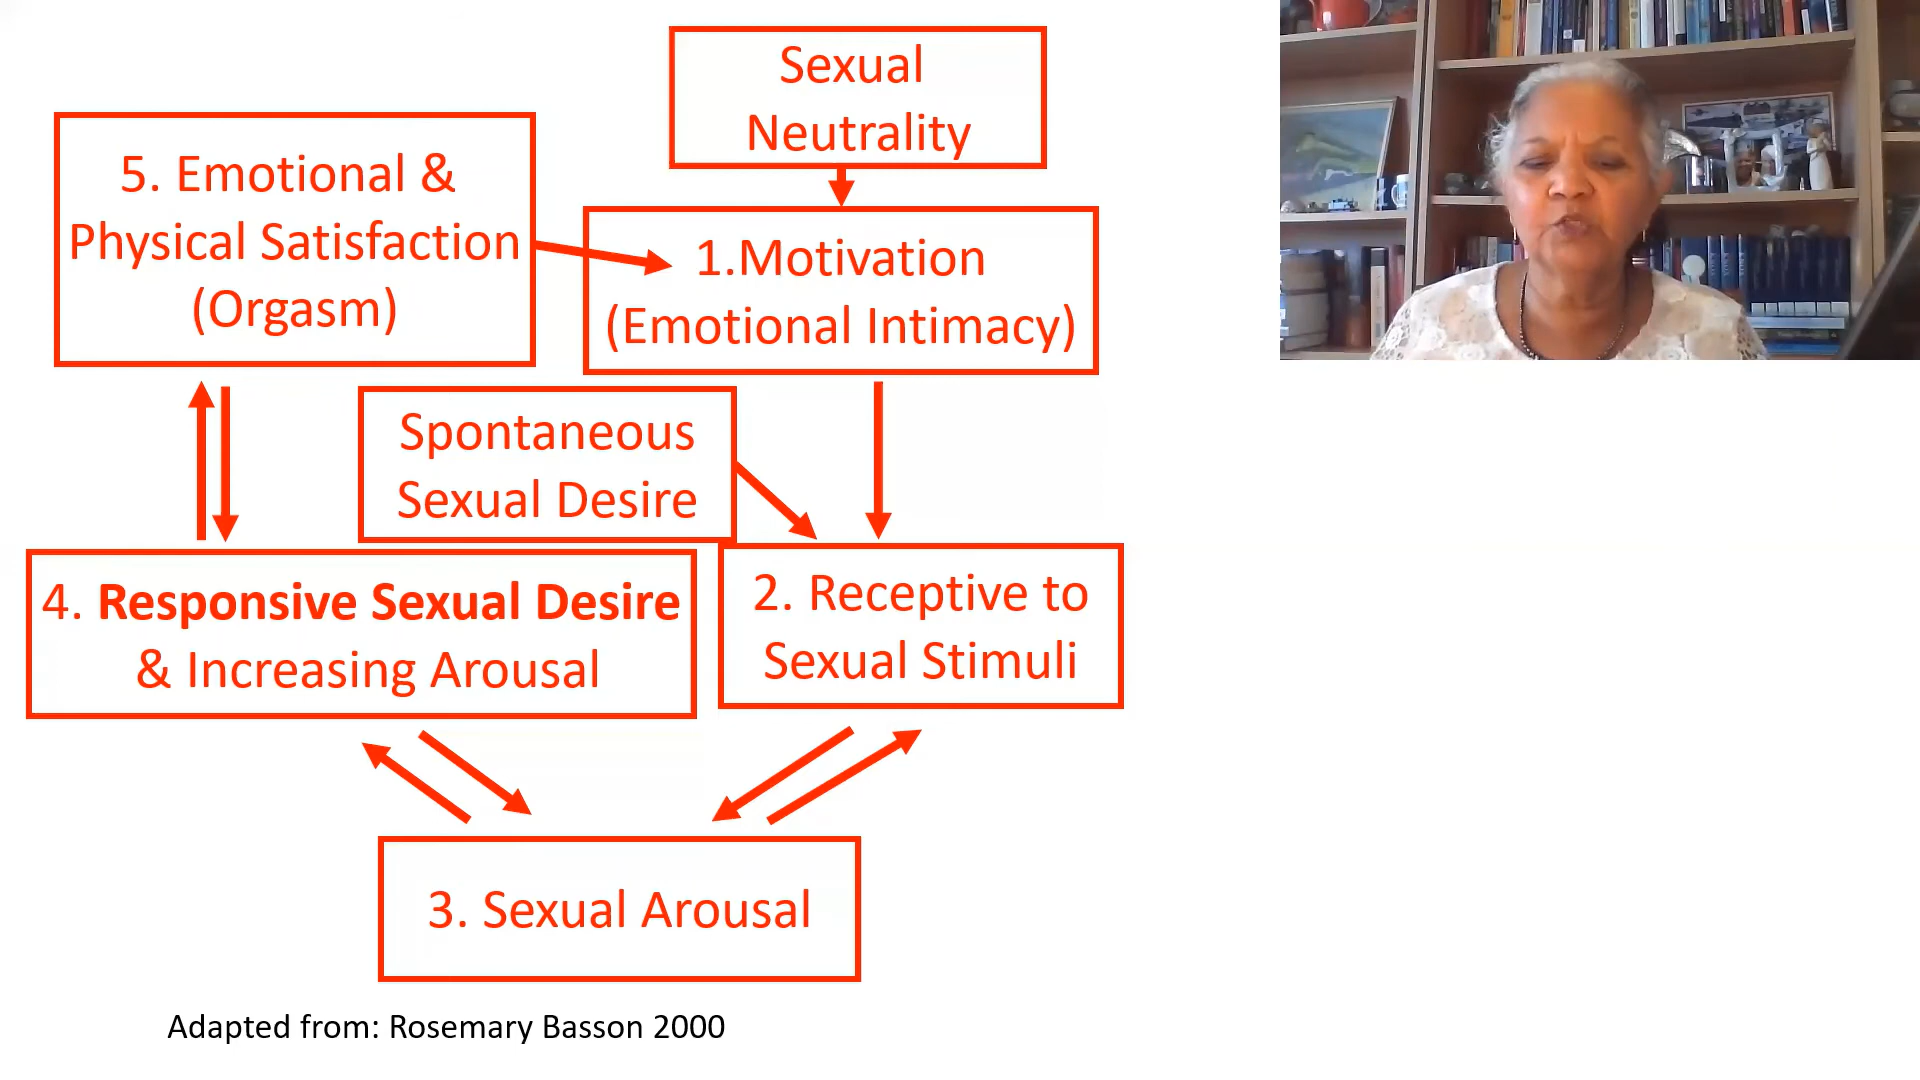 Sexual
Neutrality
5. Emotional &
Physical Satisfaction
(Orgasm)
1.Motivation
(Emotional Intimacy)
Spontaneous
Sexual Desire
4. Responsive Sexual Desire
& Increasing Arousal
2. Receptive to
Sexual Stimuli
3. Sexual Arousal
Adapted from: Rosemary Basson 2000